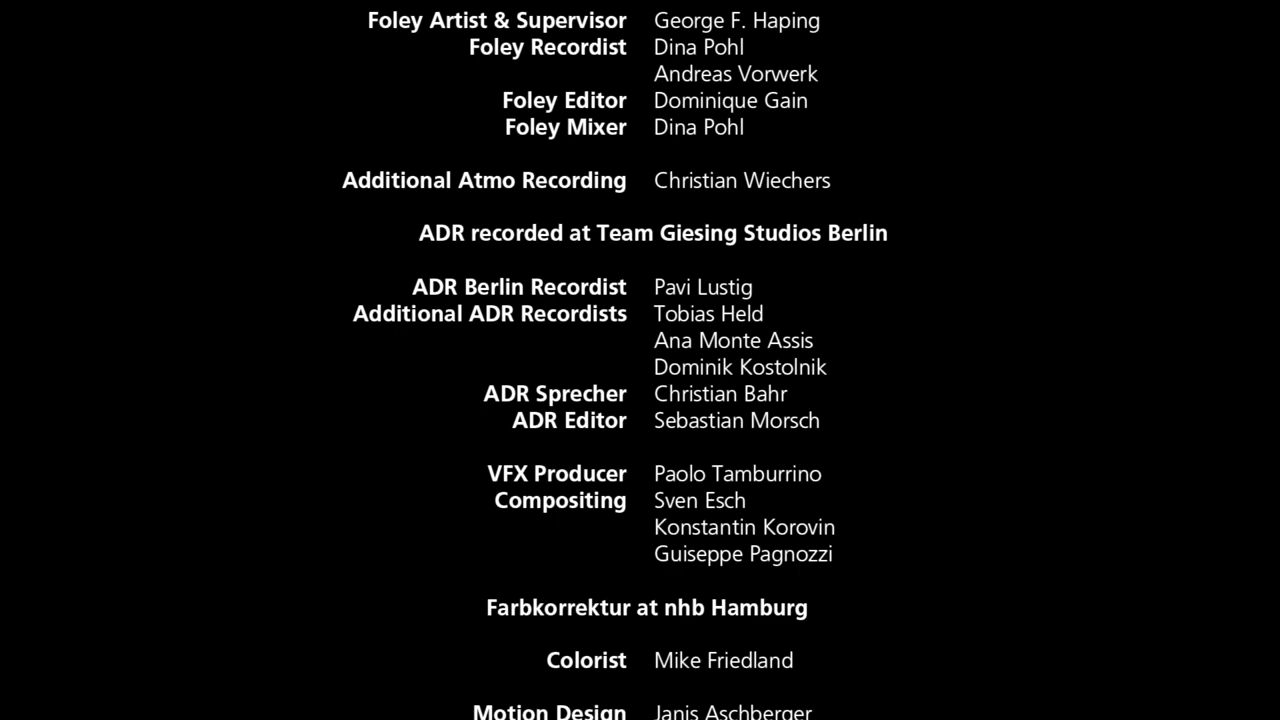 Foley Artist & Supervisor George F. Haping
Foley Recordist Dina Pohl
Andreas Vorwerk
Foley Editor Dominique Gain
Foley Mixer Dina Pohl
Additional Atmo Recording Christian Wiechers
ADR recorded at Team Giesing Studios Berlin
ADR Berlin Recordist Pavi Lustig
Additional ADR Recordists Tobias Held
Ana Monte Assis
Dominik Kostolnik
ADR Sprecher Christian Bahr
ADR Editor Sebastian Morsch
VFX Producer Paolo Tamburrino
Compositing Sven Esch
Konstantin Korovin
Guiseppe Pagnozzi
Farbkorrektur at nhb Hamburg
Colorist Mike Friedland
Motion Design Janis Aschberger